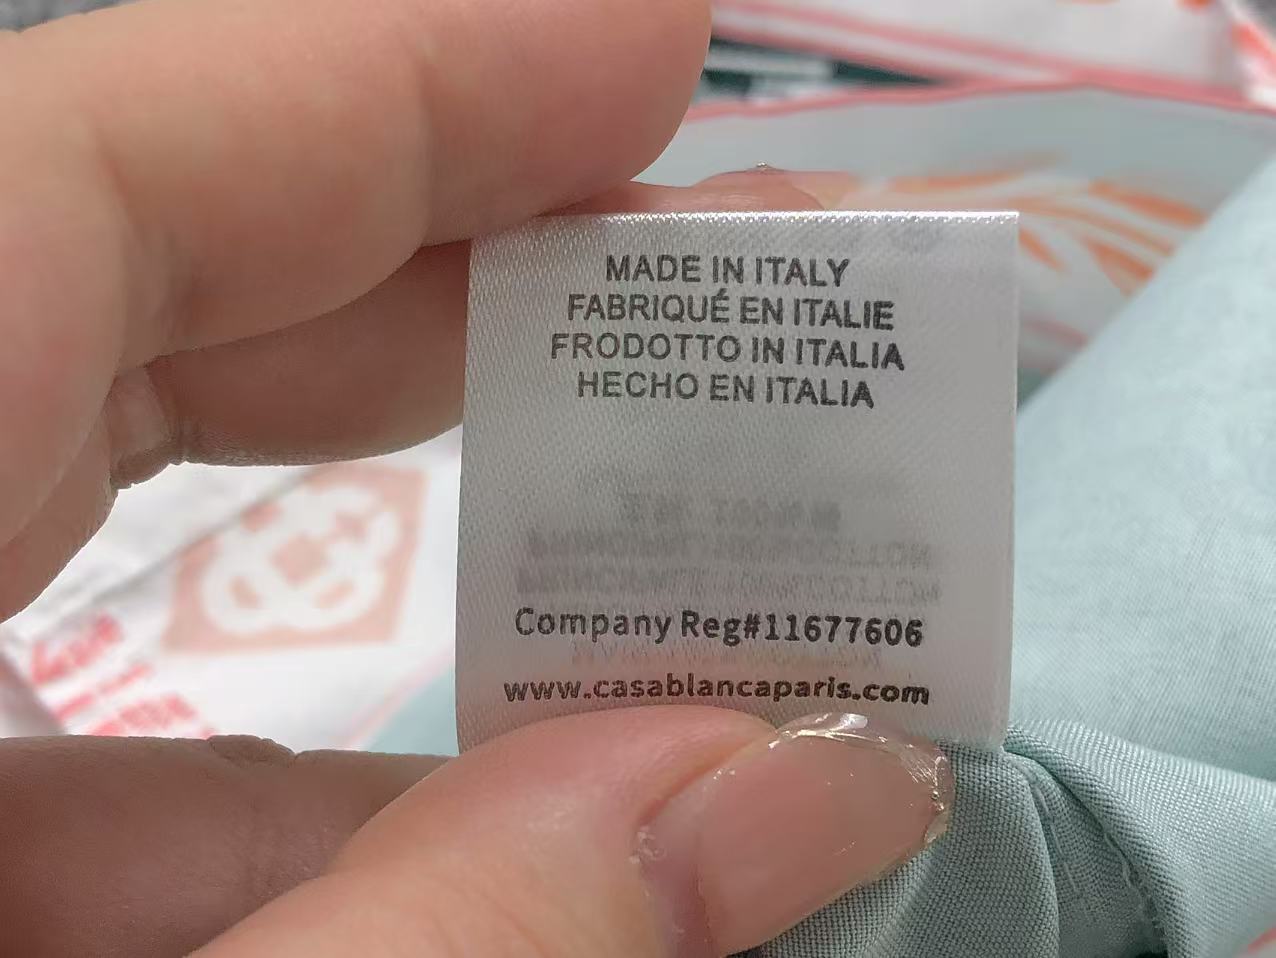 MADE IN ITALY
FABRIQUÉ EN ITALIE
FRODOTTO IN ITALIA
HECHO EN ITALIA
Company Reg#11677606
www.casablancaparis.com